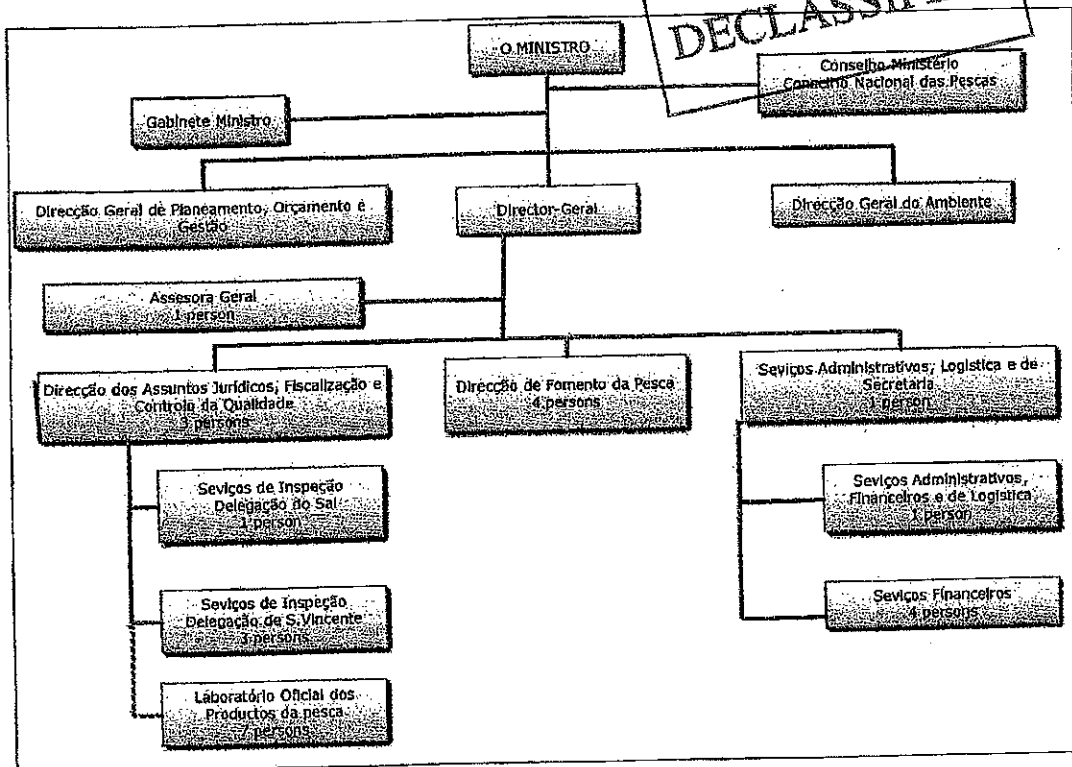 DECLASSIF
O MINISTRO
Conselho Ministério
Conselho Nacional das Pescas
Gabinete Ministro
Direcção Geral de Planeamento, Orçamento e
Gestão
Director-Geral
Direcção Geral do Ambiente
Assesora Geral
1 person
Direcção dos Assuntos Jurídicos, Fiscalização e
Controlo da Qualidade
3 persons
Direcção de Fomento da Pesca
4 persons
Seviços Administrativos, Logistica e de
Secretaria
1 person
Seviços de Inspeção
Delegação do Sal
1 person
Seviços Administrativos,
Financeiros e de Logistica
1 person
Seviços de Inspeção
Delegação de S.Vincente
3 persons
Seviços Financeiros
4 persons
Laboratório Oficial dos
Productos da pesca
7 persons